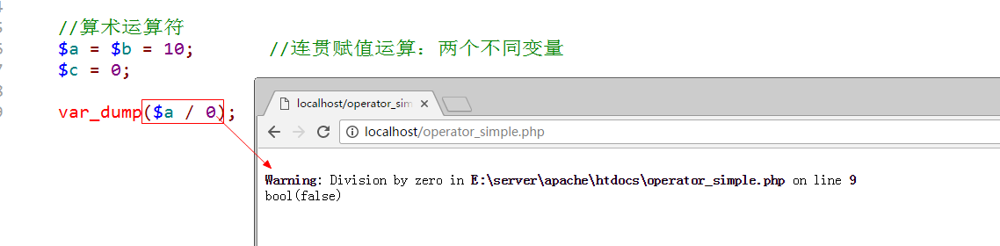 //算术运算符
$a = $b = 10; //连贯赋值运算：两个不同变量
$c = 0;
var_dump($a / 0);
localhost/operator_sim
localhost/operator_simple.php
Warning: Division by zero in E:\server\apache\htdocs\operator_simple.php on line 9
bool(false)